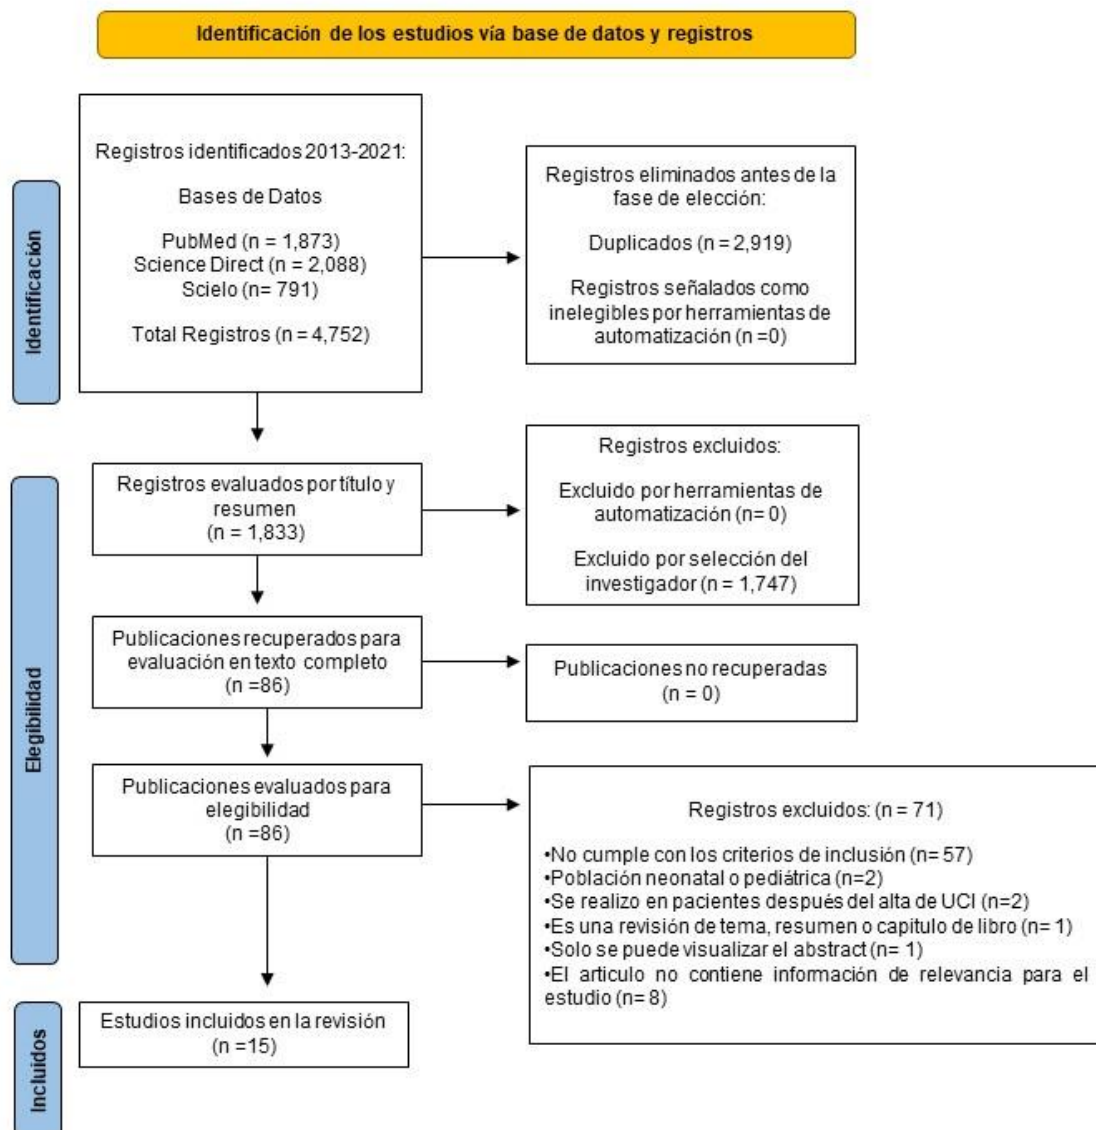 Identificación de los estudios vía base de datos y registros
Identificación
Registros identificados 2013-2021:
Bases de Datos
PubMed (n = 1,873)
Science Direct (n = 2,088)
Scielo (n= 791)
Total Registros (n = 4,752)
Registros eliminados antes de la
fase de elección:
Duplicados (n = 2,919)
Registros señalados como
inelegibles por herramientas de
automatización (n =0)
Elegibilidad
Registros evaluados por título y
resumen
(n = 1,833)
Registros excluidos:
Excluido por herramientas de
automatización (n= 0)
Excluido por selección del
investigador (n = 1,747)
Publicaciones recuperados para
evaluación en texto completo
(n =86)
Publicaciones no recuperadas
(n = 0)
Publicaciones evaluados para
elegibilidad
(n =86)
Registros excluidos: (n = 71)
•No cumple con los criterios de inclusión (n= 57)
•Población neonatal o pediátrica (n=2)
•Se realizo en pacientes después del alta de UCI (n=2)
•Es una revisión de tema, resumen o capitulo de libro (n= 1)
•Solo se puede visualizar el abstract (n= 1)
•El articulo no contiene información de relevancia para el
estudio (n= 8)
Incluidos
Estudios incluidos en la revisión
(n =15)